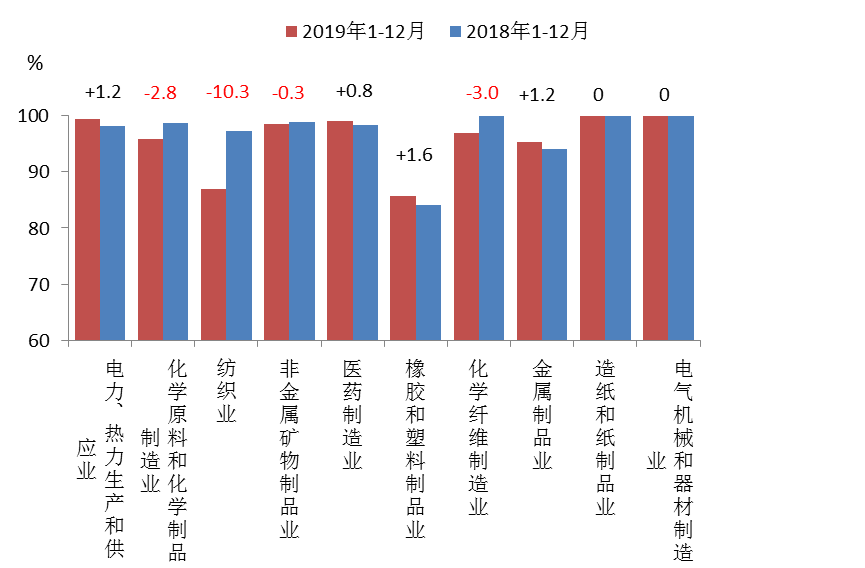 2019年1-12月 2018年1-12月
%
+1.2 -2.8 -10.3 -0.3 +0.8 +1.6 -3.0 +1.2 0 0
100
90
80
70
60
电力、热力生产和供
应业
化学原料和化学制品
制造业
纺织业
非金属矿物制品业
医药制造业
橡胶和塑料制品业
化学纤维制造业
金属制品业
造纸和纸制品业
电气机械和器材制造
业